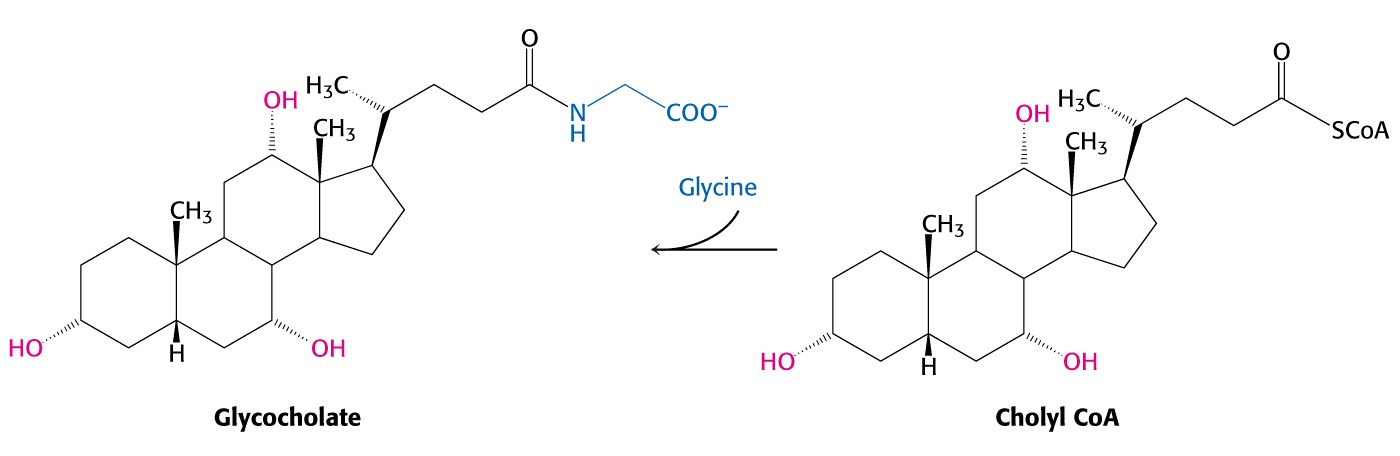 O
H₃C
OH
CH₃
N
H
COO⁻
CH₃
HO
H
OH
Glycocholate
Glycine
O
H₃C
OH
CH₃
SCoA
CH₃
HO
H
OH
Cholyl CoA